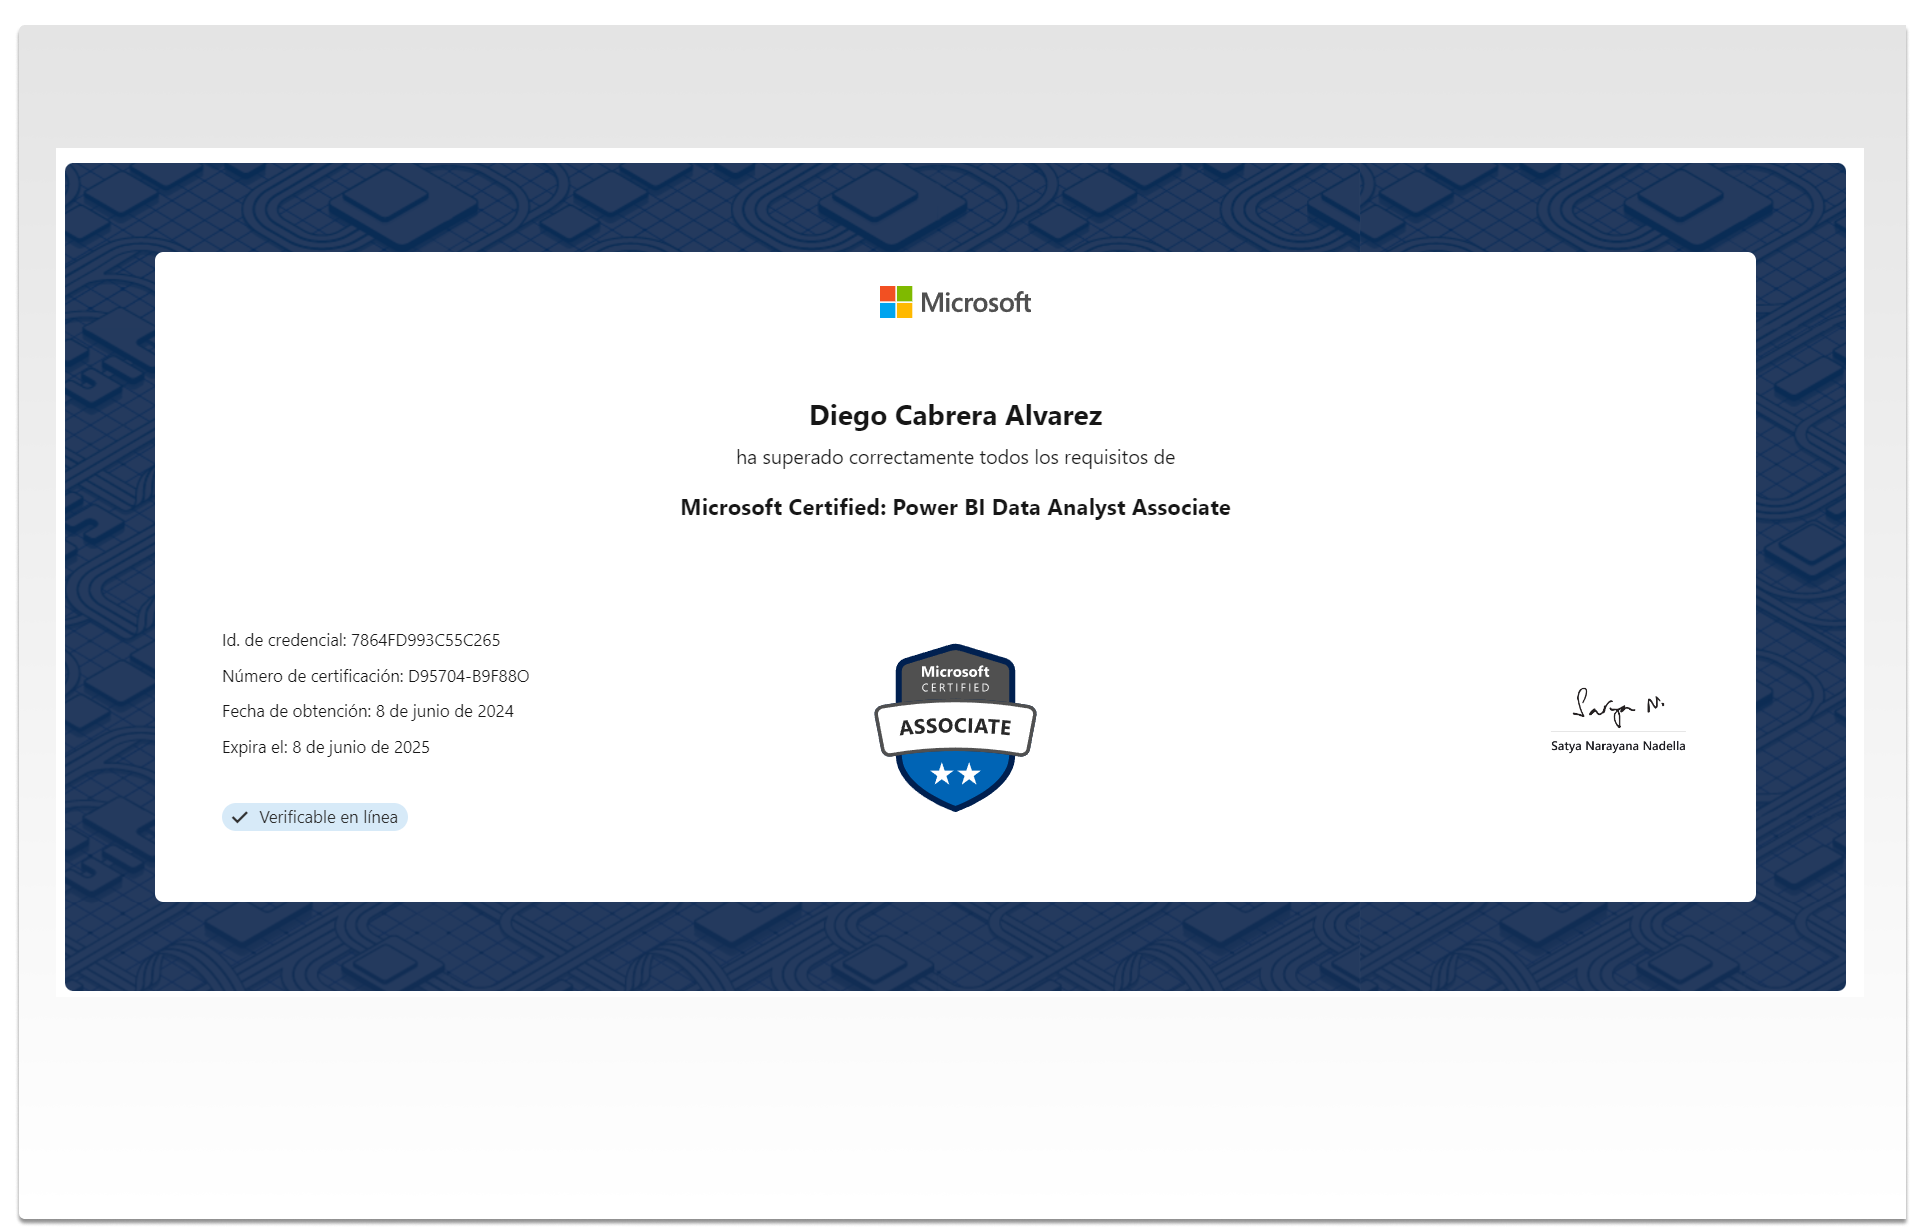 Microsoft
Diego Cabrera Alvarez
ha superado correctamente todos los requisitos de
Microsoft Certified: Power BI Data Analyst Associate
Id. de credencial: 7864FD993C55C265
Número de certificación: D95704-B9F88O
Fecha de obtención: 8 de junio de 2024
Expira el: 8 de junio de 2025
Verificable en línea
Microsoft
CERTIFIED
ASSOCIATE
Satya N.
Satya Narayana Nadella